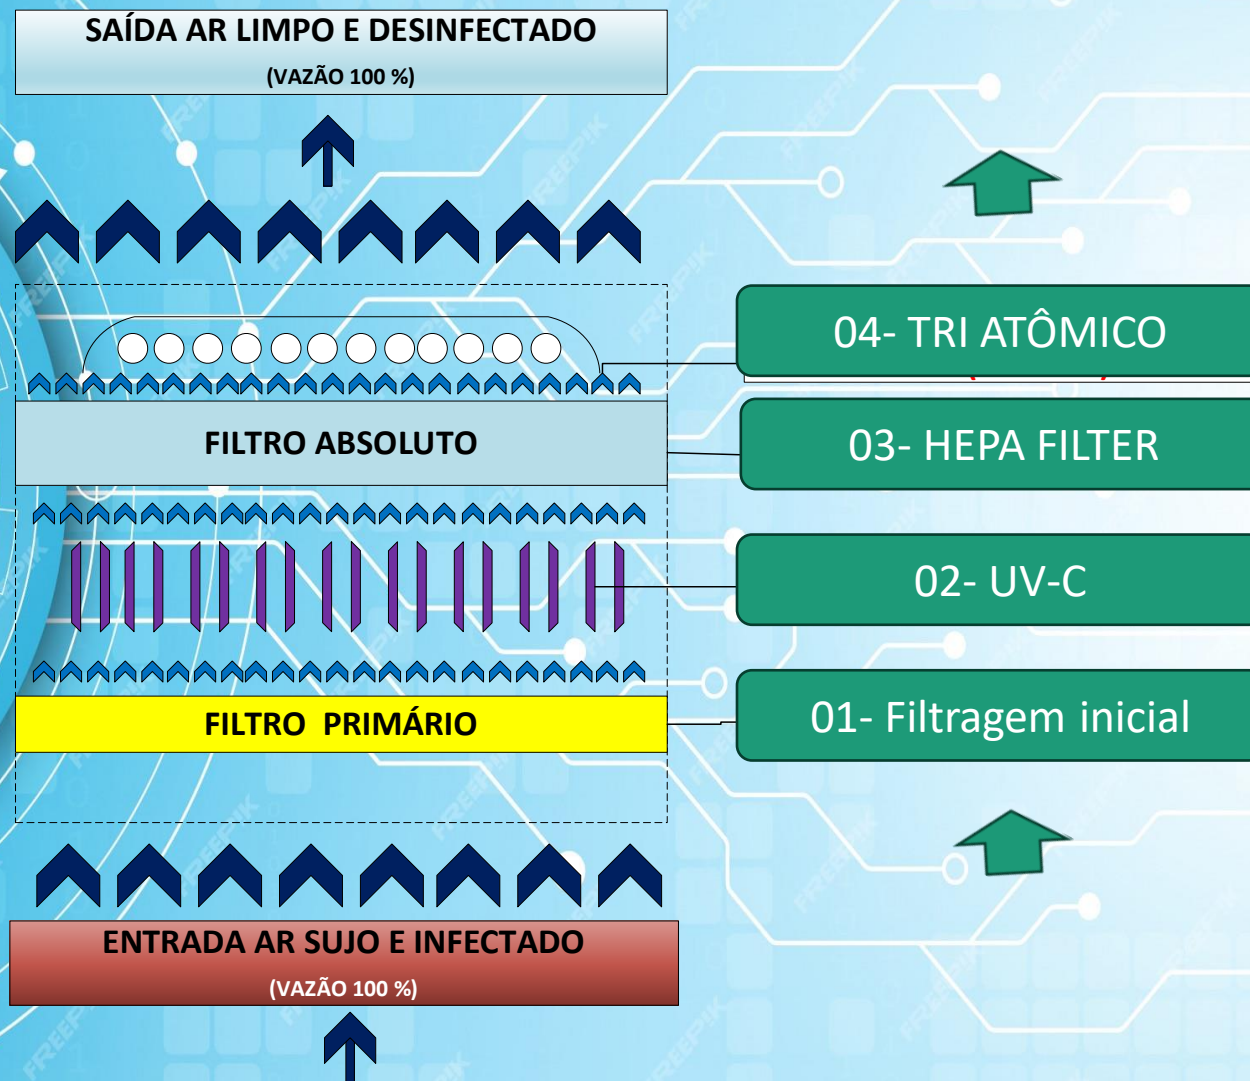 SAÍDA AR LIMPO E DESINFECTADO
(VAZÃO 100 %)
04- TRI ATÔMICO
FILTRO ABSOLUTO
03- HEPA FILTER
02- UV-C
FILTRO PRIMÁRIO
01- Filtragem inicial
ENTRADA AR SUJO E INFECTADO
(VAZÃO 100 %)
FREEPIK